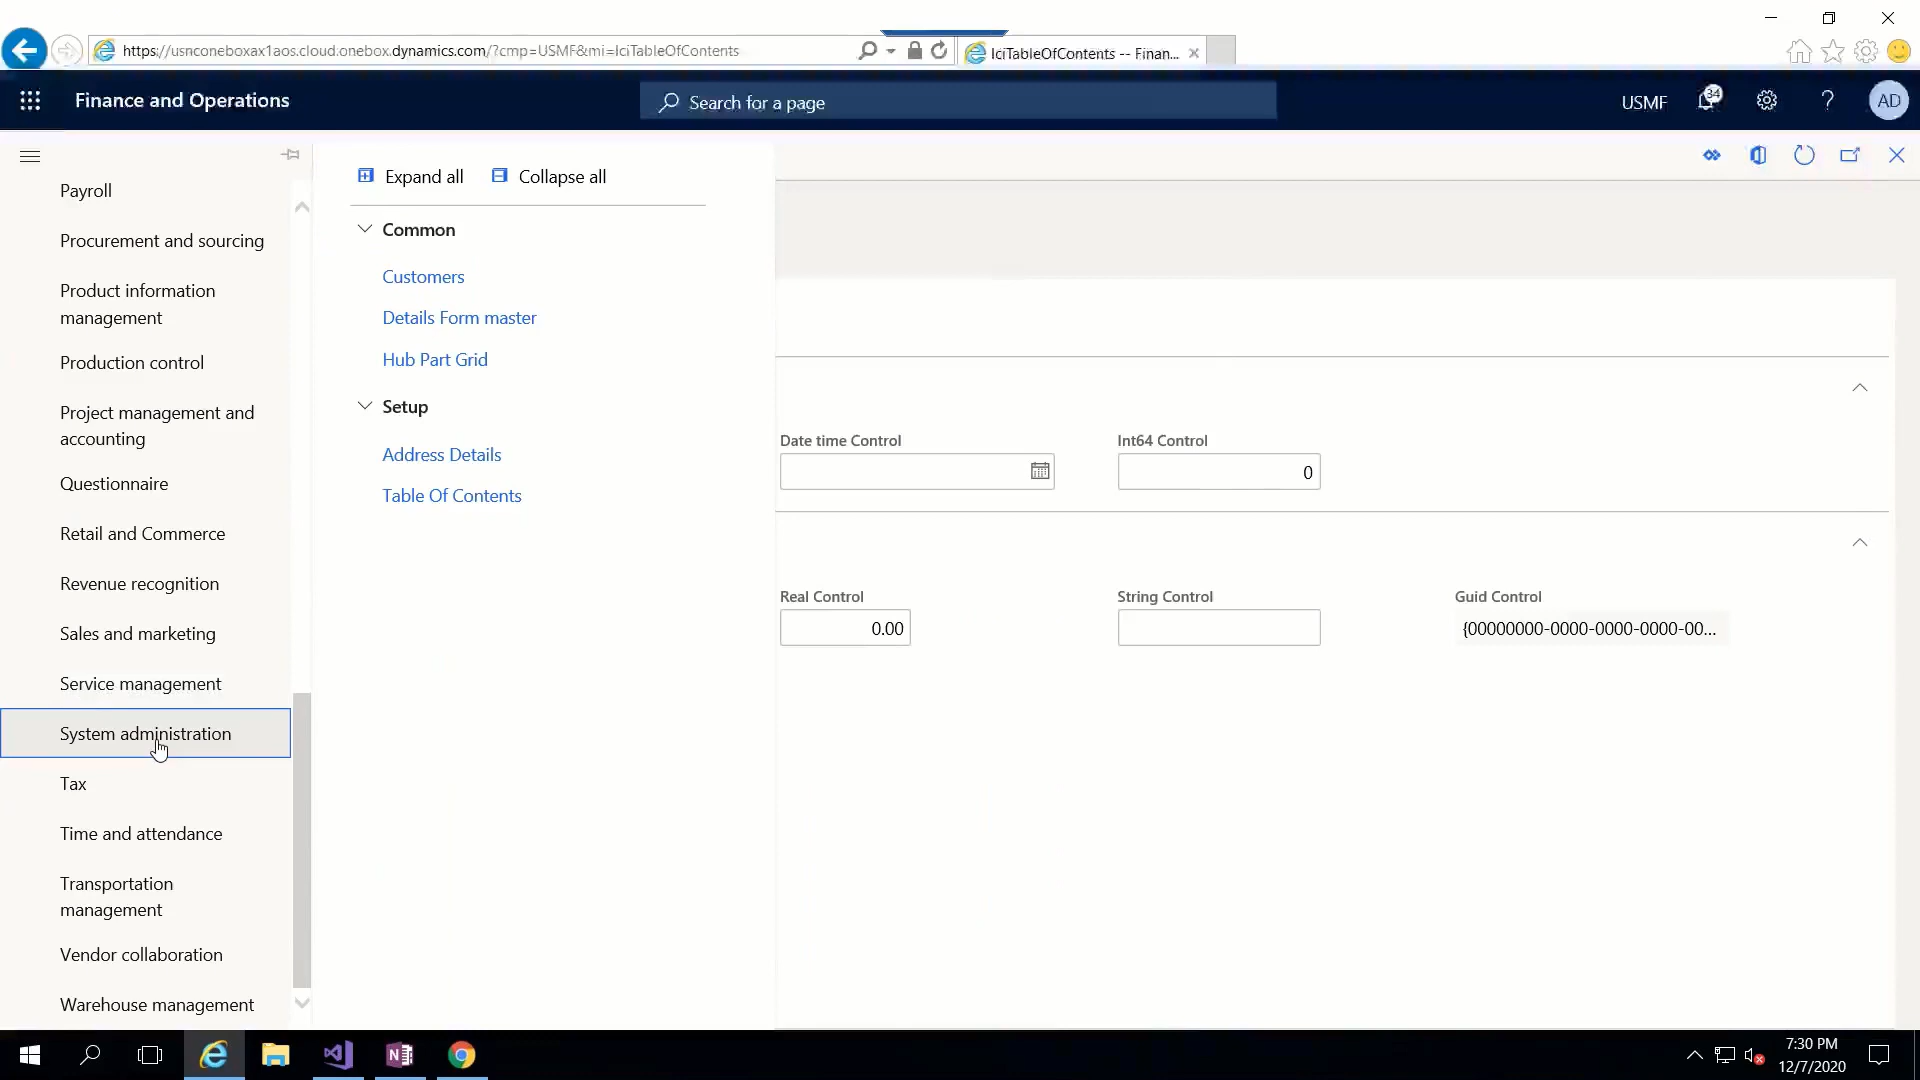 https://usnconeboxax1aos.cloud.onebox.dynamics.com/?cmp=USMF&mi=IciTableOfContents
IciTableOfContents -- Finan...
Finance and Operations
Search for a page
USMF
34
?
AD
Payroll
Procurement and sourcing
Product information
management
Production control
Project management and
accounting
Questionnaire
Retail and Commerce
Revenue recognition
Sales and marketing
Service management
System administration
Tax
Time and attendance
Transportation
management
Vendor collaboration
Warehouse management
Expand all
Collapse all
Common
Customers
Details Form master
Hub Part Grid
Setup
Address Details
Table Of Contents
Date time Control
Int64 Control
0
Real Control
String Control
Guid Control
0.00
{00000000-0000-0000-0000-00...
7:30 PM
12/7/2020